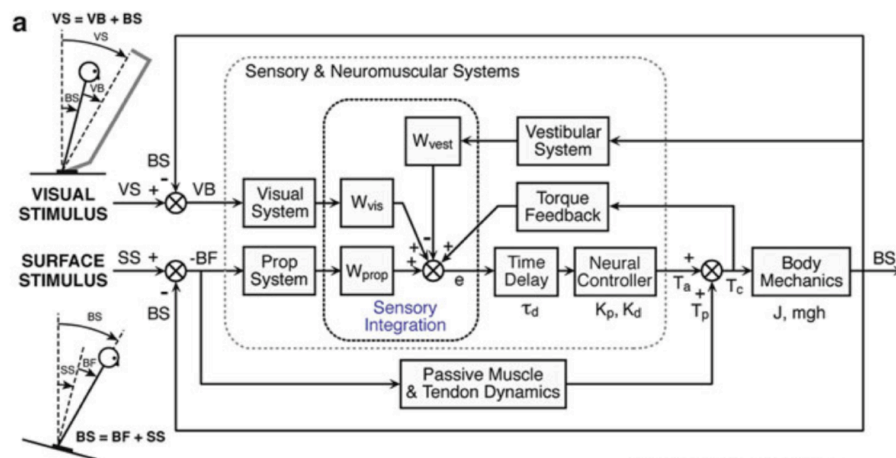 a
VS = VB + BS
VS
BS
VB
Sensory & Neuromuscular Systems
Wvest
Vestibular
System
BS
-
VISUAL
STIMULUS
VS
+
VB
Visual
System
Wvis
-
+
+
Torque
Feedback
SURFACE
STIMULUS
SS
+
-
BS
-BF
Prop
System
Wprop
+
e
Time
Delay
τd
Neural
Controller
Kp, Kd
+
Ta
+
Tp
Tc
Body
Mechanics
J, mgh
BS
Sensory
Integration
Passive Muscle
& Tendon Dynamics
BS
SS
BF
BS = BF + SS